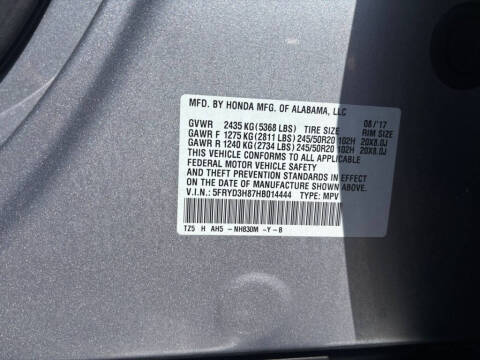 MFD. BY HONDA MFG. OF ALABAMA, LLC
GVWR 2435 KG(5368 LBS) TIRE SIZE 08/'17 RIM SIZE
GAWR F 1275 KG(2811 LBS) 245/50R20 102H 20X8.0J
GAWR R 1240 KG(2734 LBS) 245/50R20 102H 20X8.0J
THIS VEHICLE CONFORMS TO ALL APPLICABLE
FEDERAL MOTOR VEHICLE SAFETY
AND THEFT PREVENTION STANDARDS IN EFFECT
ON THE DATE OF MANUFACTURE SHOWN ABOVE.
V.I.N.: 5FRYD3H87HB014444 TYPE: MPV
TZ5 H AH5 -NH830M -Y-B